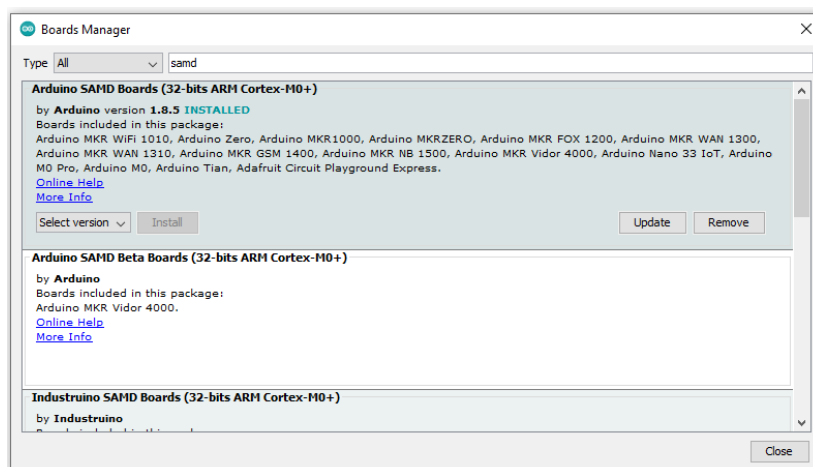 Boards Manager
Type All samd
Arduino SAMD Boards (32-bits ARM Cortex-M0+)
by Arduino version 1.8.5 INSTALLED
Boards included in this package:
Arduino MKR WiFi 1010, Arduino Zero, Arduino MKR1000, Arduino MKRZERO, Arduino MKR FOX 1200, Arduino MKR WAN 1300,
Arduino MKR WAN 1310, Arduino MKR GSM 1400, Arduino MKR NB 1500, Arduino MKR Vidor 4000, Arduino Nano 33 IoT, Arduino
M0 Pro, Arduino M0, Arduino Tian, Adafruit Circuit Playground Express.
Online Help
More Info
Select version Install Update Remove
Arduino SAMD Beta Boards (32-bits ARM Cortex-M0+)
by Arduino
Boards included in this package:
Arduino MKR Vidor 4000.
Online Help
More Info
Industruino SAMD Boards (32-bits ARM Cortex-M0+)
by Industruino
Close